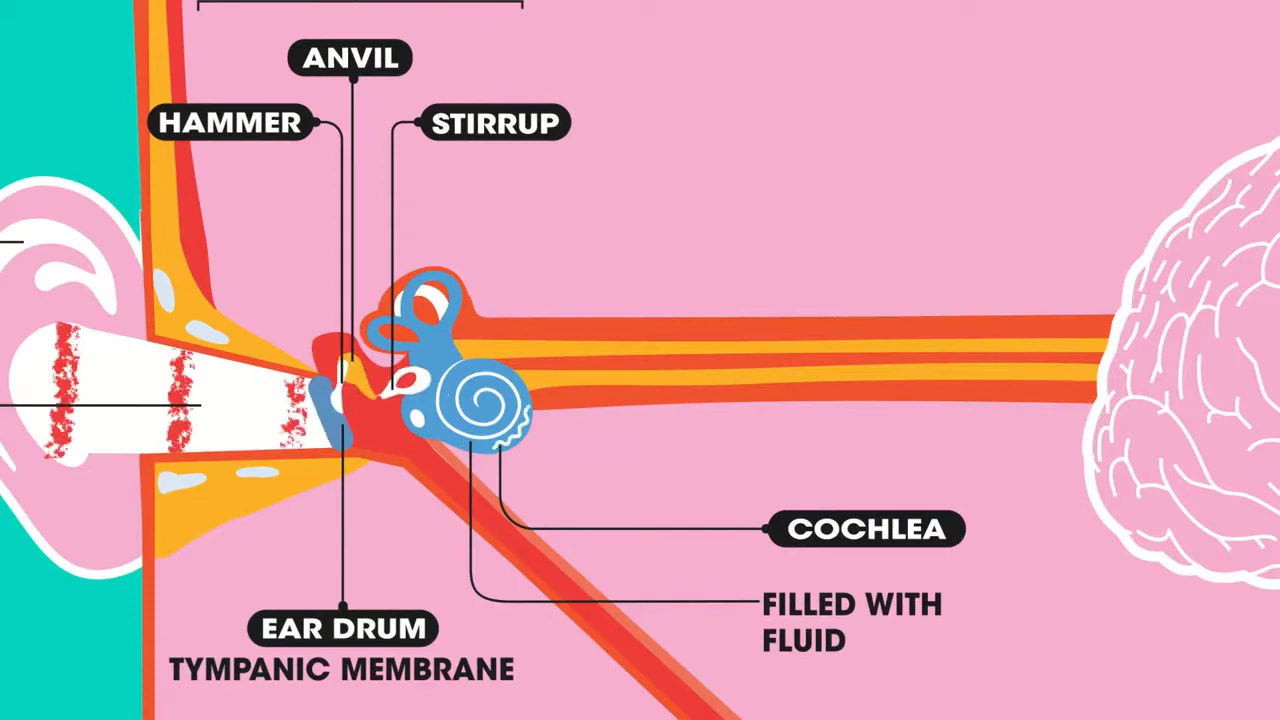 ANVIL
HAMMER
STIRRUP
COCHLEA
FILLED WITH
FLUID
EAR DRUM
TYMPANIC MEMBRANE